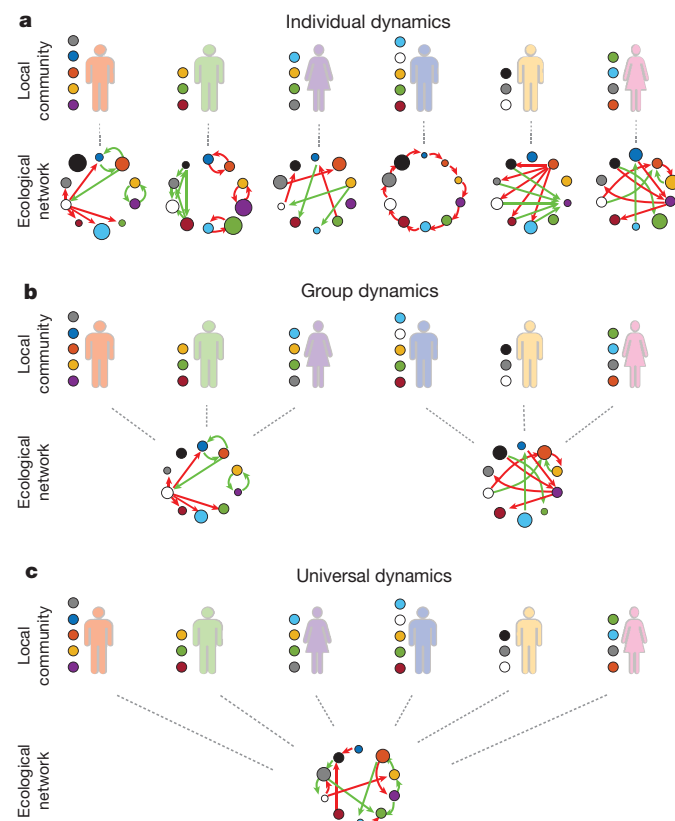 a
Individual dynamics
Local
community
Ecological
network
b
Group dynamics
Local
community
Ecological
network
c
Universal dynamics
Local
community
Ecological
network